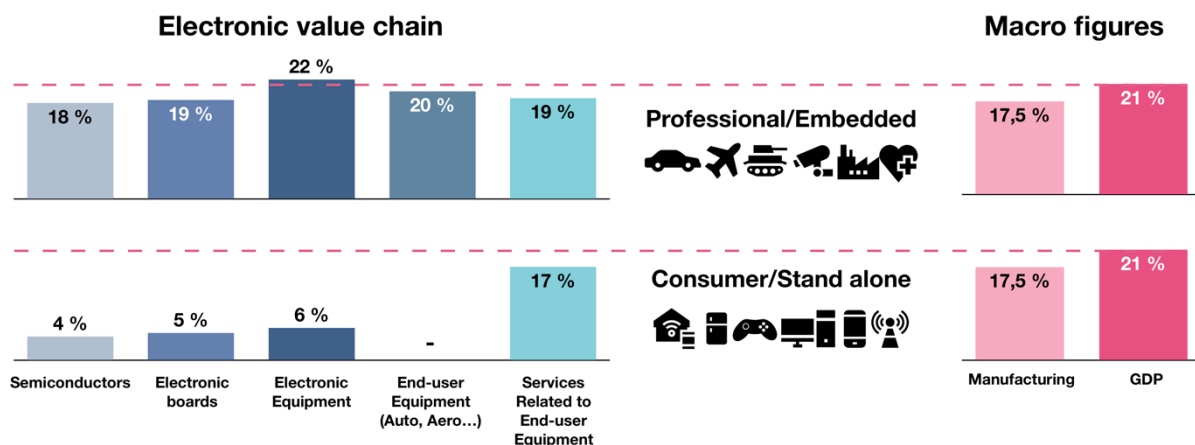 Electronic value chain
Macro figures
22 %
18 %
19 %
20 %
19 %
Professional/Embedded
17,5 %
21 %
4 %
5 %
6 %
-
17 %
Consumer/Stand alone
17,5 %
21 %
Semiconductors
Electronic
boards
Electronic
Equipment
End-user
Equipment
(Auto, Aero...)
Services
Related to
End-user
Equipment
Manufacturing
GDP